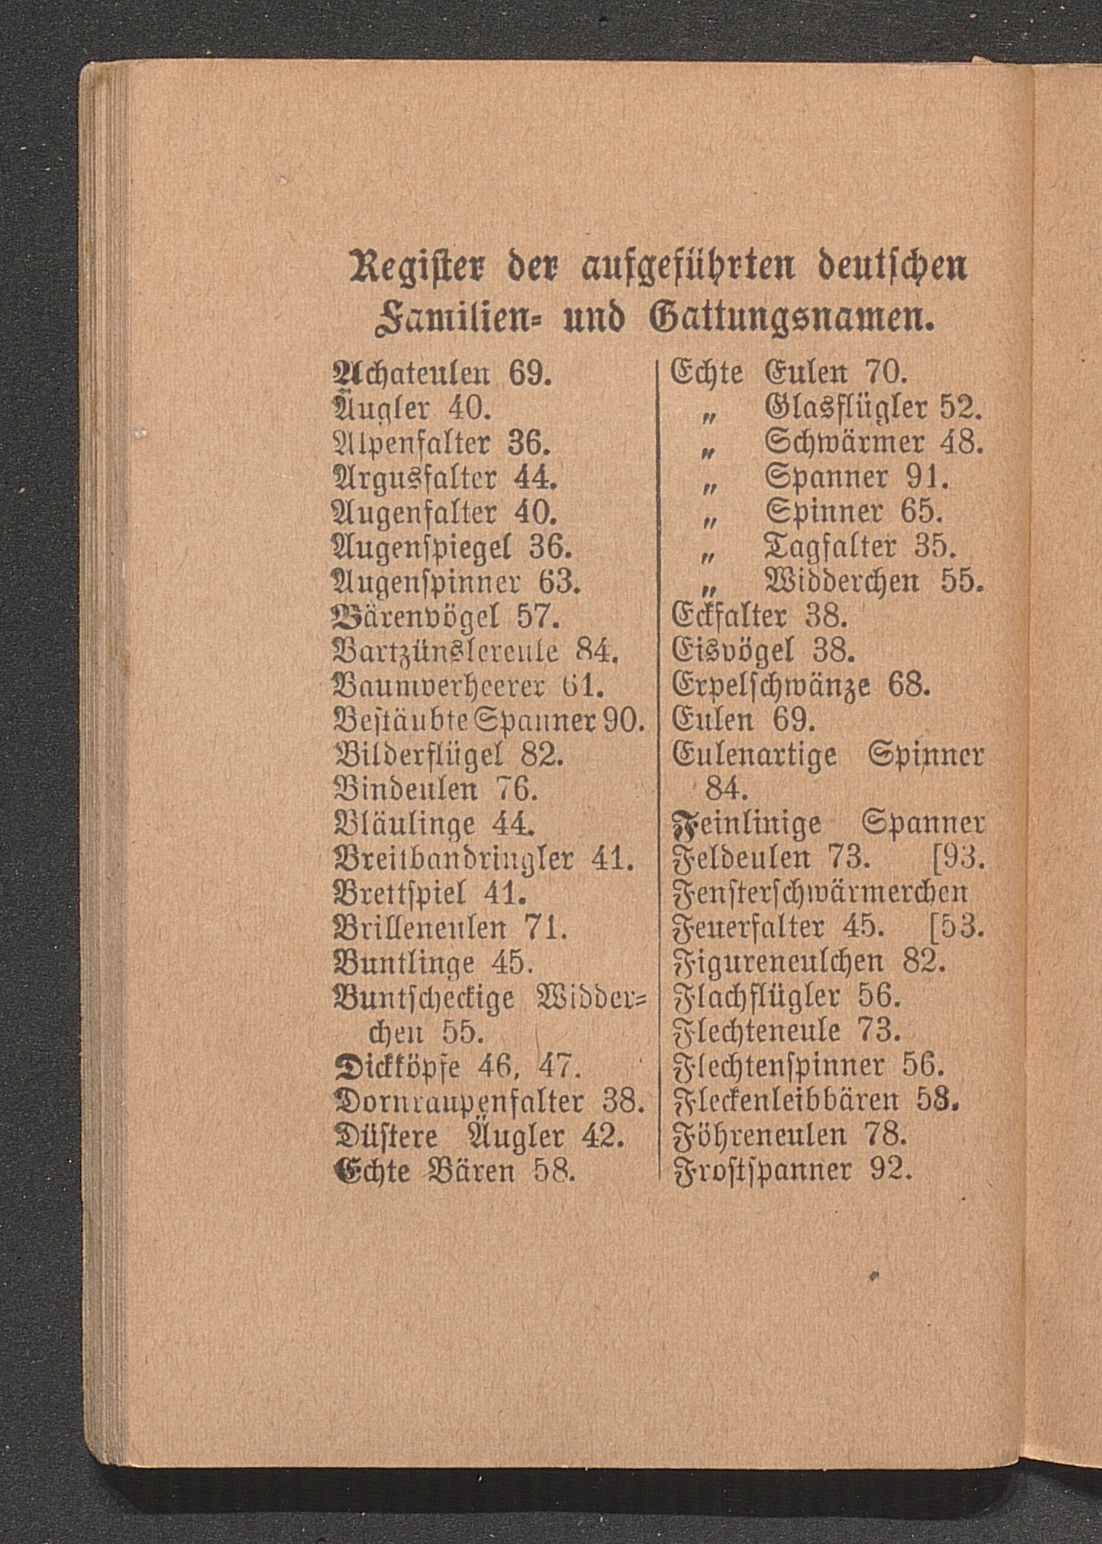 Register der aufgeführten deutschen
Familien- und Gattungsnamen.
Achateulen 69.
Äugler 40.
Alpenfalter 36.
Argusfalter 44.
Augenfalter 40.
Augenspiegel 36.
Augenspinner 63.
Bärenvögel 57.
Bartzünslereule 84.
Baumverheerer 61.
Bestäubte Spanner 90.
Bilderflügel 82.
Bindeulen 76.
Bläulinge 44.
Breitbandringler 41.
Brettspiel 41.
Brilleneulen 71.
Buntlinge 45.
Buntscheckige Widder-
chen 55.
Dickköpfe 46, 47.
Dornraupenfalter 38.
Düstere Äugler 42.
Echte Bären 58.
Echte Eulen 70.
„ Glasflügler 52.
„ Schwärmer 48.
„ Spanner 91.
„ Spinner 65.
„ Tagfalter 35.
„ Widderchen 55.
Eckfalter 38.
Eisvögel 38.
Erpelschwänze 68.
Eulen 69.
Eulenartige Spinner
84.
Feinlinige Spanner
Feldeulen 73. [93.
Fensterschwärmerchen
Feuerfalter 45. [53.
Figureneulchen 82.
Flachflügler 56.
Flechteneule 73.
Flechtenspinner 56.
Fleckenleibbären 58.
Föhreneulen 78.
Frostspanner 92.